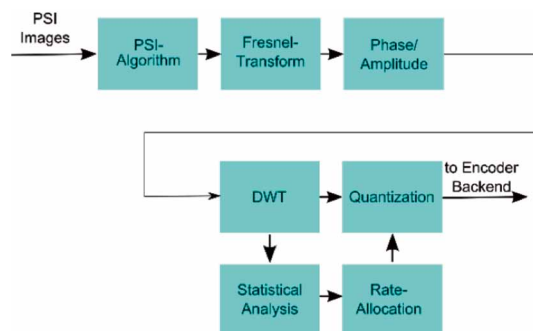 PSI
Images
PSI-
Algorithm
Fresnel-
Transform
Phase/
Amplitude
DWT
Quantization
to Encoder
Backend
Statistical
Analysis
Rate-
Allocation